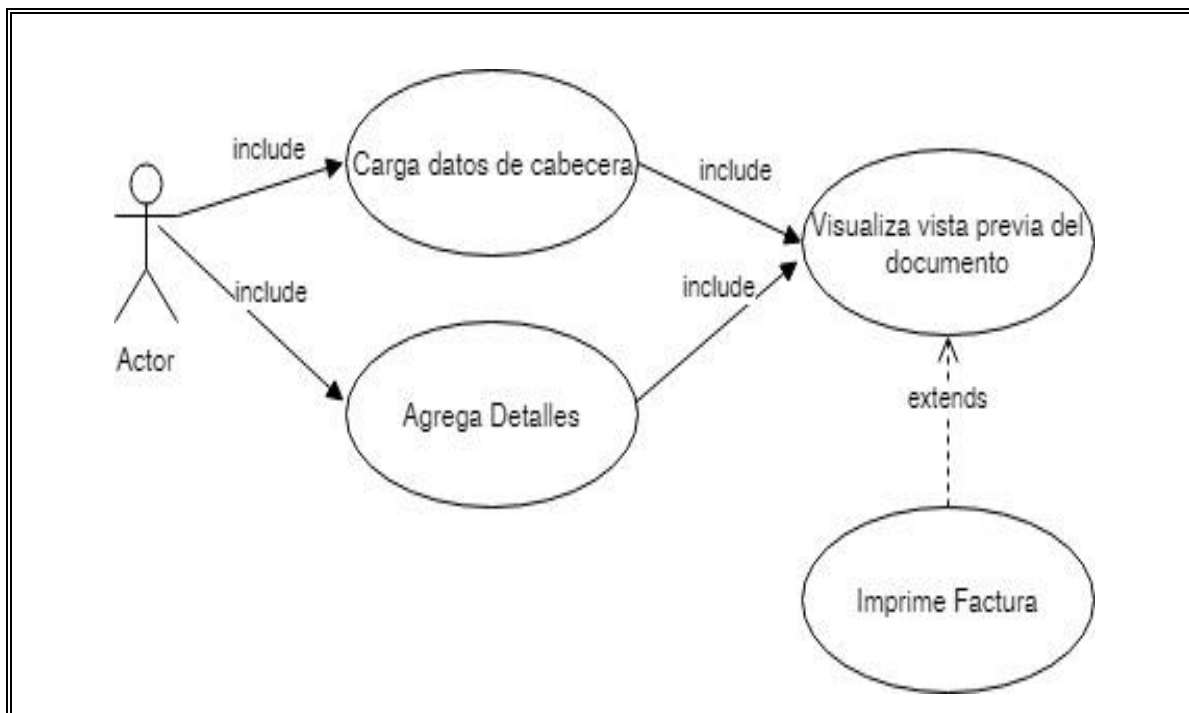 include
Carga datos de cabecera
include
Visualiza vista previa del
documento
include
include
Actor
Agrega Detalles
extends
Imprime Factura